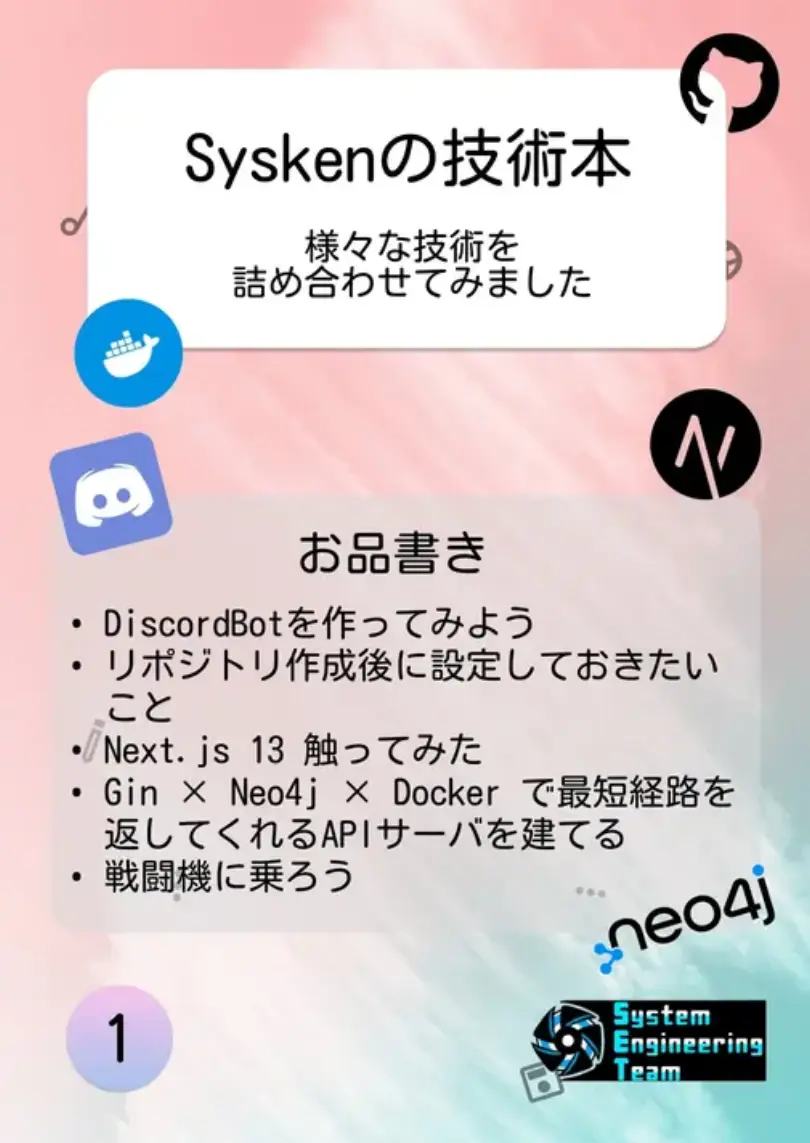 Syskenの技術本
様々な技術を
詰め合わせてみました
お品書き
• DiscordBotを作ってみよう
• リポジトリ作成後に設定しておきたい
こと
• Next.js 13 触ってみた
• Gin × Neo4j × Docker で最短経路を
返してくれるAPIサーバを建てる
• 戦闘機に乗ろう
neo4j
1
System
Engineering
Team